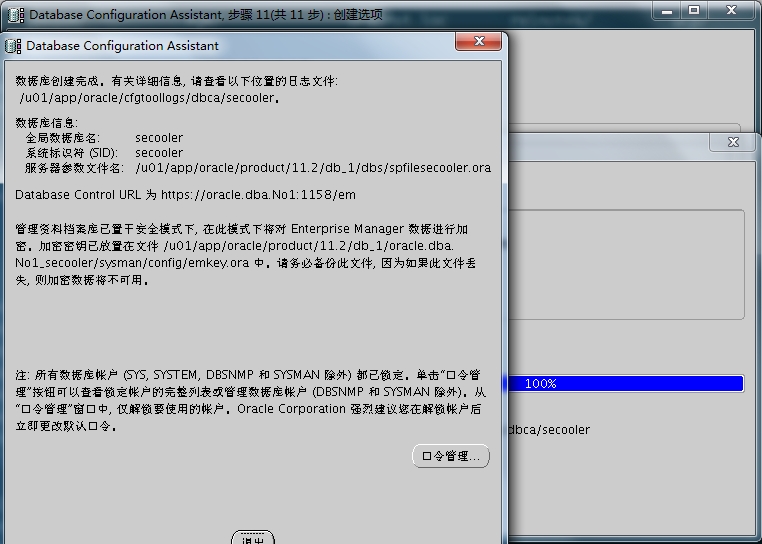 Database Configuration Assistant, 步骤 11(共 11 步) : 创建选项
Database Configuration Assistant
数据库创建完成。有关详细信息, 请查看以下位置的日志文件:
/u01/app/oracle/cfgtoollogs/dbca/secooler。
数据库信息:
全局数据库名: secooler
系统标识符 (SID): secooler
服务器参数文件名: /u01/app/oracle/product/11.2/db_1/dbs/spfilesecooler.ora
Database Control URL 为 https://oracle.dba.No1:1158/em
管理资料档案库已置于安全模式下, 在此模式下将对 Enterprise Manager 数据进行加
密。加密密钥已放置在文件 /u01/app/oracle/product/11.2/db_1/oracle.dba.
No1_secooler/sysman/config/emkey.ora 中。请务必备份此文件, 因为如果此文件丢
失, 则加密数据将不可用。
注: 所有数据库帐户 (SYS, SYSTEM, DBSNMP 和 SYSMAN 除外) 都已锁定。单击“口令管
理”按钮可以查看锁定帐户的完整列表或管理数据库帐户 (DBSNMP 和 SYSMAN 除外)。从
“口令管理”窗口中, 仅解锁要使用的帐户。Oracle Corporation 强烈建议您在解锁帐户后
立即更改默认口令。
100%
dbca/secooler
口令管理...
退出